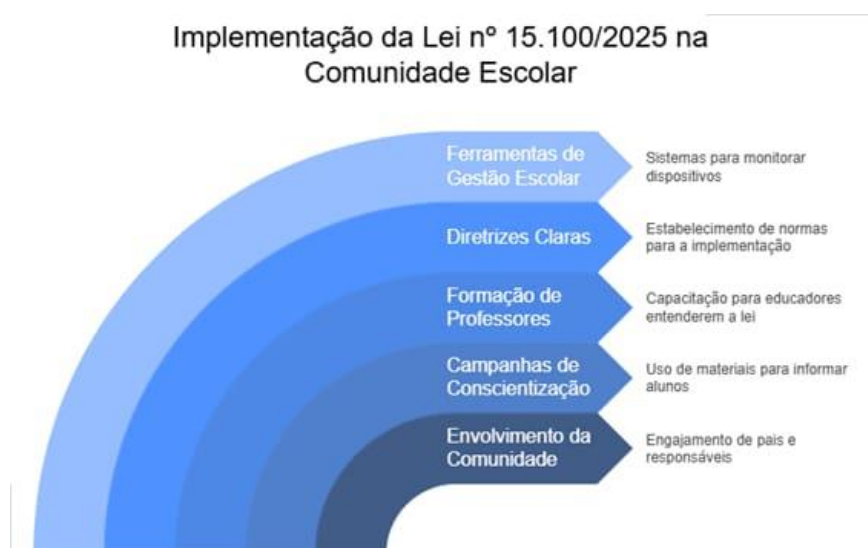 Implementação da Lei nº 15.100/2025 na
Comunidade Escolar
Ferramentas de
Gestão Escolar
Sistemas para monitorar
dispositivos
Diretrizes Claras
Estabelecimento de normas
para a implementação
Formação de
Professores
Capacitação para educadores
entenderem a lei
Campanhas de
Conscientização
Uso de materiais para informar
alunos
Envolvimento da
Comunidade
Engajamento de pais e
responsáveis